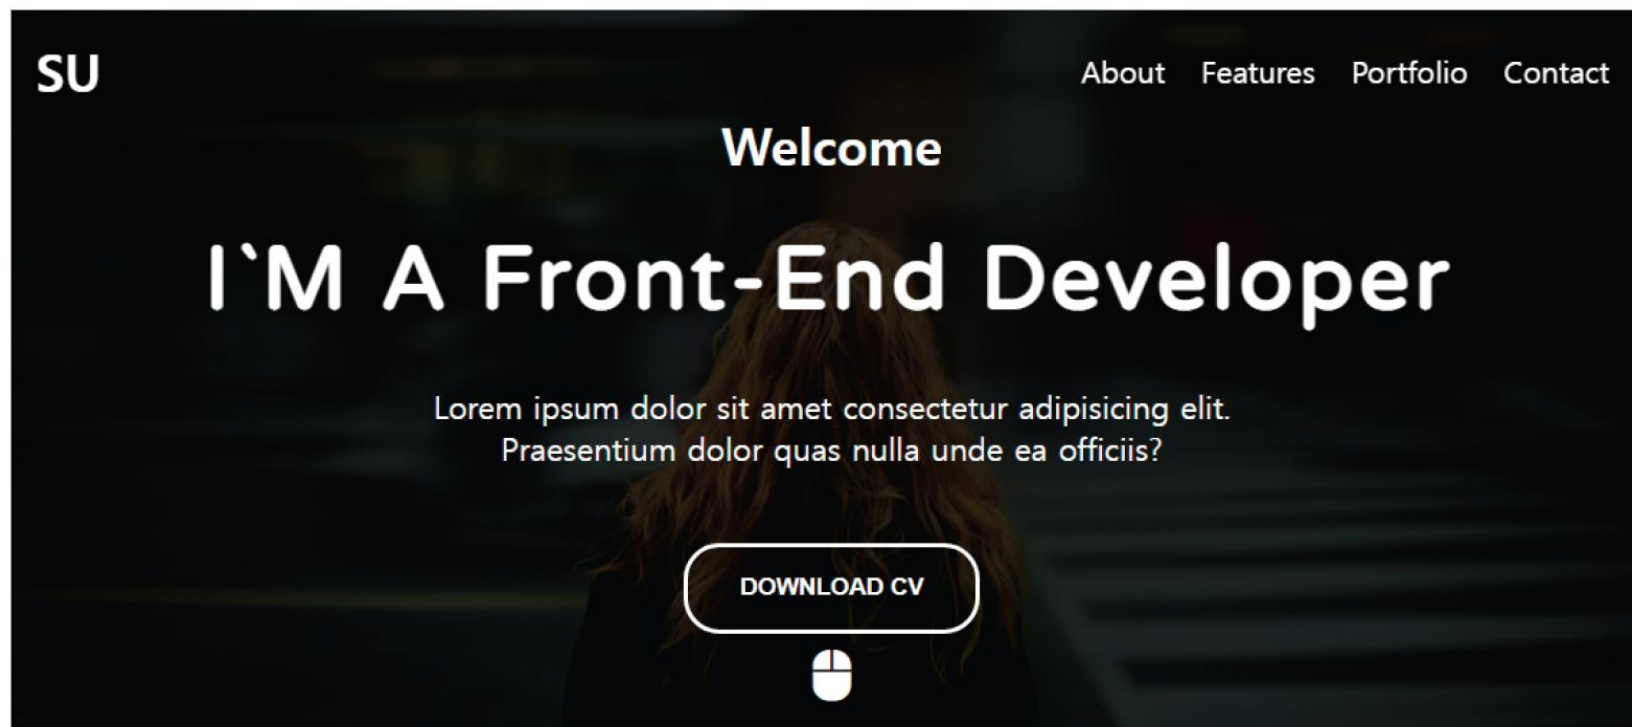 SU
About Features Portfolio Contact
Welcome
I`M A Front-End Developer
Lorem ipsum dolor sit amet consectetur adipisicing elit.
Praesentium dolor quas nulla unde ea officiis?
DOWNLOAD CV